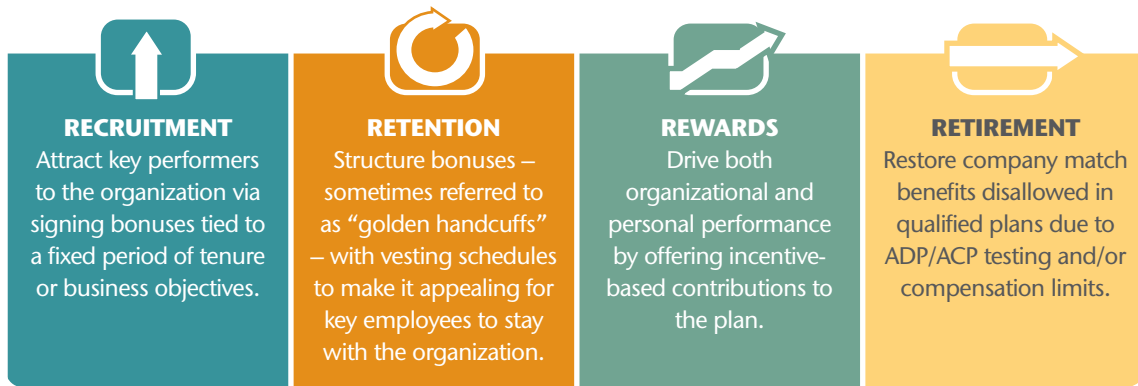 RECRUITMENT
Attract key performers
to the organization via
signing bonuses tied to
a fixed period of tenure
or business objectives.
RETENTION
Structure bonuses –
sometimes referred to
as “golden handcuffs”
– with vesting schedules
to make it appealing for
key employees to stay
with the organization.
REWARDS
Drive both
organizational and
personal performance
by offering incentive-
based contributions to
the plan.
RETIREMENT
Restore company match
benefits disallowed in
qualified plans due to
ADP/ACP testing and/or
compensation limits.